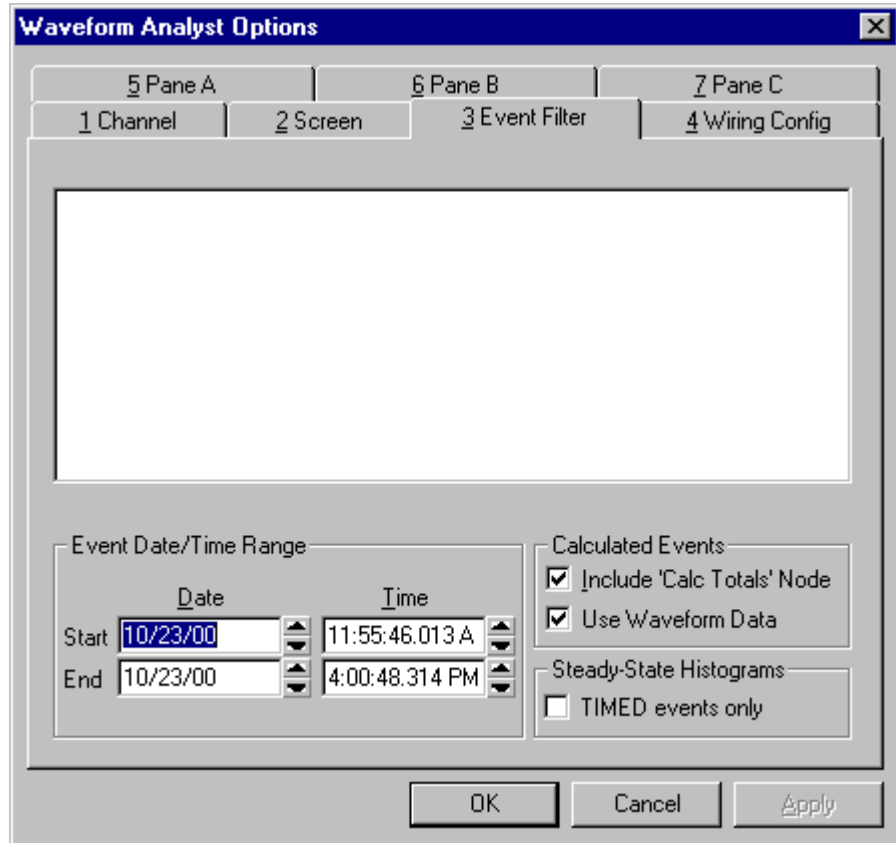 Waveform Analyst Options
5 Pane A 6 Pane B 7 Pane C
1 Channel 2 Screen 3 Event Filter 4 Wiring Config
Event Date/Time Range
Date Time
Start 10/23/00 11:55:46.013 A
End 10/23/00 4:00:48.314 PM
Calculated Events
Include 'Calc Totals' Node
Use Waveform Data
Steady-State Histograms
TIMED events only
OK Cancel Apply